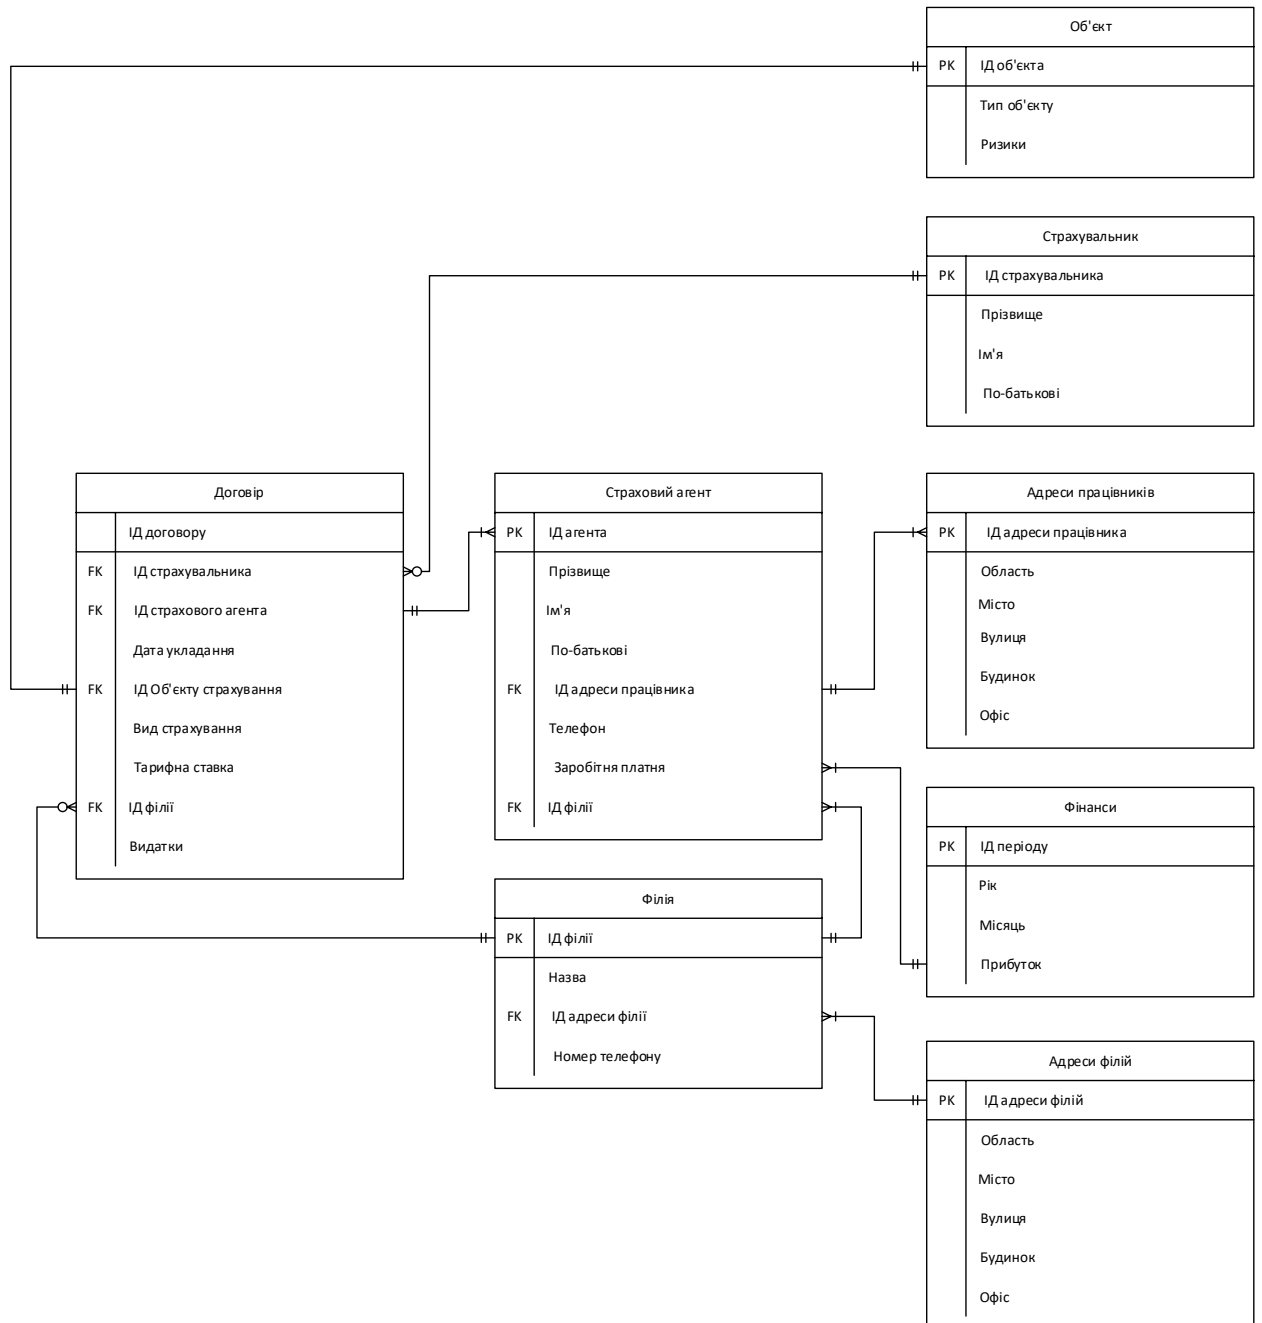 Об'єкт
PK ІД об'єкта
Тип об'єкту
Ризики
Страхувальник
PK ІД страхувальника
Прізвище
Ім'я
По-батькові
Договір
ІД договору
FK ІД страхувальника
FK ІД страхового агента
Дата укладання
FK ІД Об'єкту страхування
Вид страхування
Тарифна ставка
FK ІД філії
Видатки
Страховий агент
PK ІД агента
Прізвище
Ім'я
По-батькові
FK ІД адреси працівника
Телефон
Заробітня платня
FK ІД філії
Адреси працівників
PK ІД адреси працівника
Область
Місто
Вулиця
Будинок
Офіс
Фінанси
PK ІД періоду
Рік
Місяць
Прибуток
Філія
PK ІД філії
Назва
FK ІД адреси філії
Номер телефону
Адреси філій
PK ІД адреси філій
Область
Місто
Вулиця
Будинок
Офіс